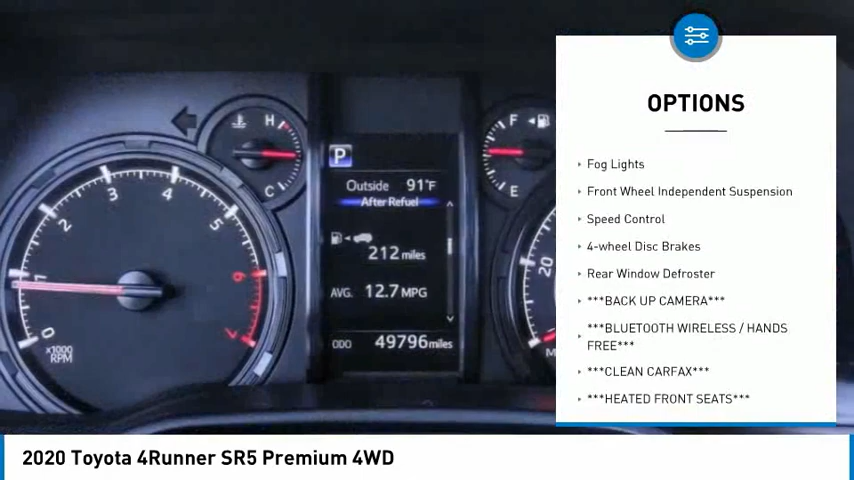 H
C
1
2
3
4
5
6
7
0
x1000
RPM
P
Outside 91°F
After Refuel
212 miles
AVG. 12.7 MPG
ODO 49796 miles
F
E
20
OPTIONS
Fog Lights
Front Wheel Independent Suspension
Speed Control
4-wheel Disc Brakes
Rear Window Defroster
***BACK UP CAMERA***
***BLUETOOTH WIRELESS / HANDS
FREE***
***CLEAN CARFAX***
***HEATED FRONT SEATS***
2020 Toyota 4Runner SR5 Premium 4WD